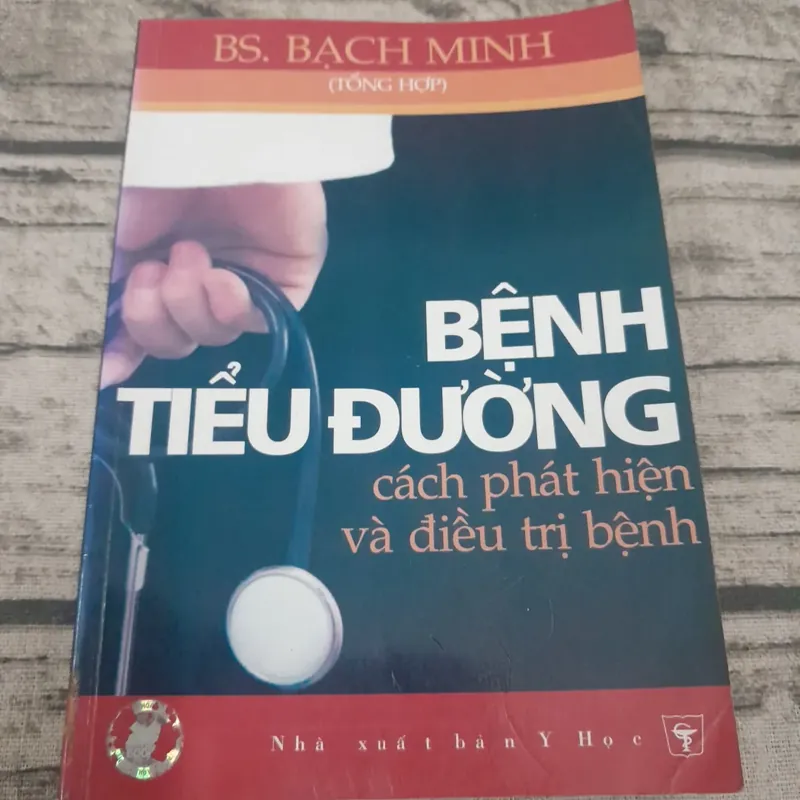 BS. BẠCH MINH
(TỔNG HỢP)
BỆNH
TIỂU ĐƯỜNG
cách phát hiện
và điều trị bệnh
Nhà xuất bản Y Học